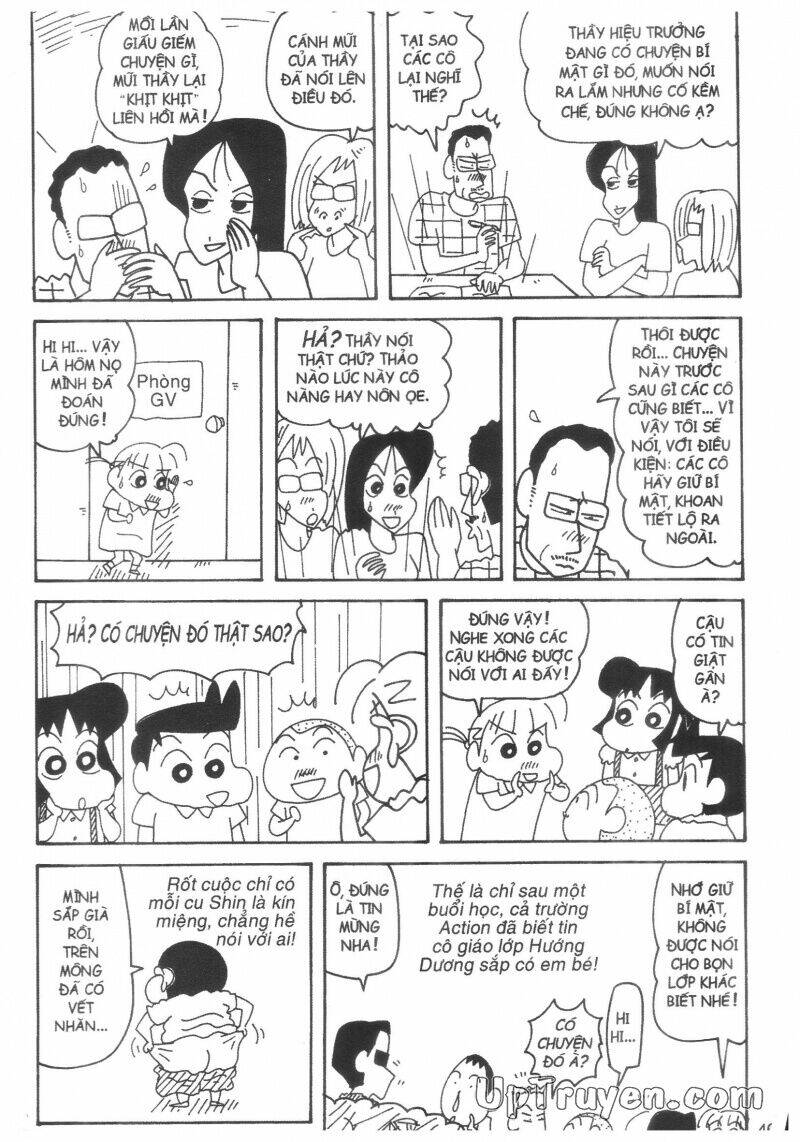 THẦY HIỆU TRƯỞNG
ĐANG CÓ CHUYỆN BÍ
MẬT GÌ ĐÓ, MUỐN NÓI
RA LẮM NHƯNG CỐ KỀM
CHẾ, ĐÚNG KHÔNG Ạ?
TẠI SAO
CÁC CÔ
LẠI NGHĨ
THẾ?
CÁNH MŨI
CỦA THẦY
ĐÃ NÓI LÊN
ĐIỀU ĐÓ.
MỖI LẦN
GIẤU GIẾM
CHUYỆN GÌ,
MŨI THẦY LẠI
"KHỊT KHỊT"
LIÊN HỒI MÀ!
THÔI ĐƯỢC
RỒI... CHUYỆN
NÀY TRƯỚC
SAU GÌ CÁC CÔ
CŨNG BIẾT... VÌ
VẬY TÔI SẼ
NÓI, VỚI ĐIỀU
KIỆN: CÁC CÔ
HÃY GIỮ BÍ
MẬT, KHOAN
TIẾT LỘ RA
NGOÀI.
HẢ? THẦY NÓI
THẬT CHỨ? THẢO
NÀO LÚC NÀY CÔ
NÀNG HAY NÔN ỌE.
HI HI... VẬY
LÀ HÔM NỌ
MÌNH ĐÃ
ĐOÁN
ĐÚNG!
Phòng
GV
CẬU
CÓ TIN
GIẬT
GÂN
À?
ĐÚNG VẬY!
NGHE XONG CÁC
CẬU KHÔNG ĐƯỢC
NÓI VỚI AI ĐẤY!
HẢ? CÓ CHUYỆN ĐÓ THẬT SAO?
NHỚ GIỮ
BÍ MẬT,
KHÔNG
ĐƯỢC NÓI
CHO BỌN
LỚP KHÁC
BIẾT NHÉ!
HI
HI...
CÓ
CHUYỆN
ĐÓ À?
Thế là chỉ sau một
buổi học, cả trường
Action đã biết tin
cô giáo lớp Hướng
Dương sắp có em bé!
Ô, ĐÚNG
LÀ TIN
MỪNG
NHA!
Rốt cuộc chỉ có
mỗi cu Shin là kín
miệng, chẳng hề
nói với ai!
MÌNH
SẮP GIÀ
RỒI,
TRÊN
MÔNG
ĐÃ CÓ
VẾT
NHĂN...
UpTruyen.com